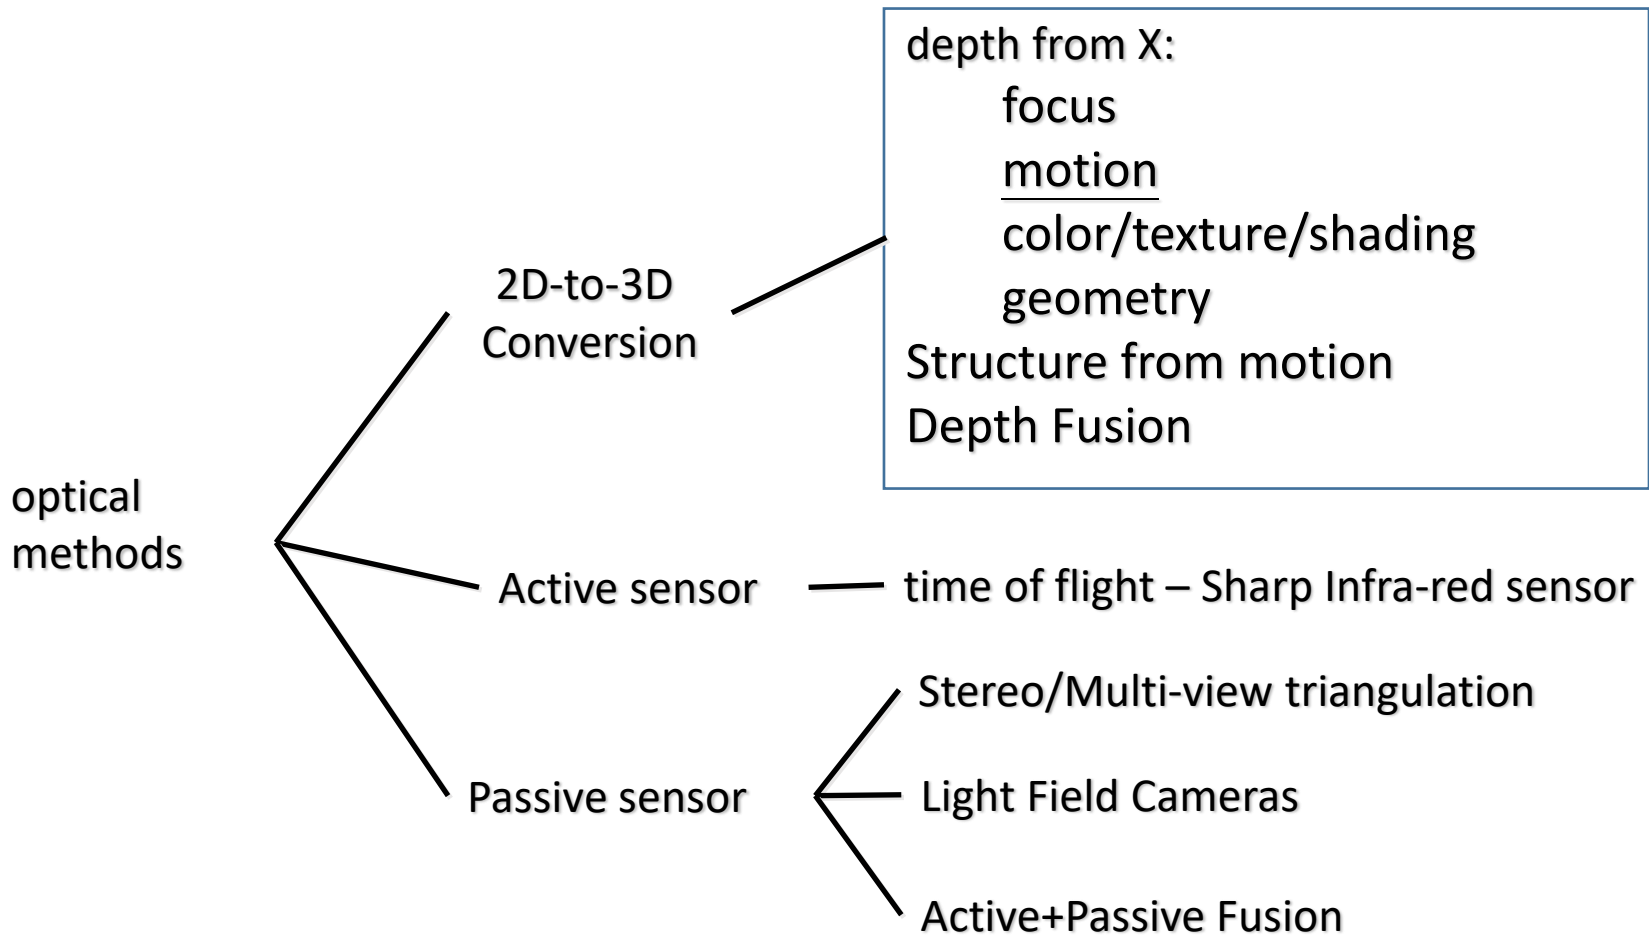 depth from X:
focus
motion
color/texture/shading
geometry
Structure from motion
Depth Fusion
2D-to-3D
Conversion
optical
methods
Active sensor
time of flight – Sharp Infra-red sensor
Passive sensor
Stereo/Multi-view triangulation
Light Field Cameras
Active+Passive Fusion